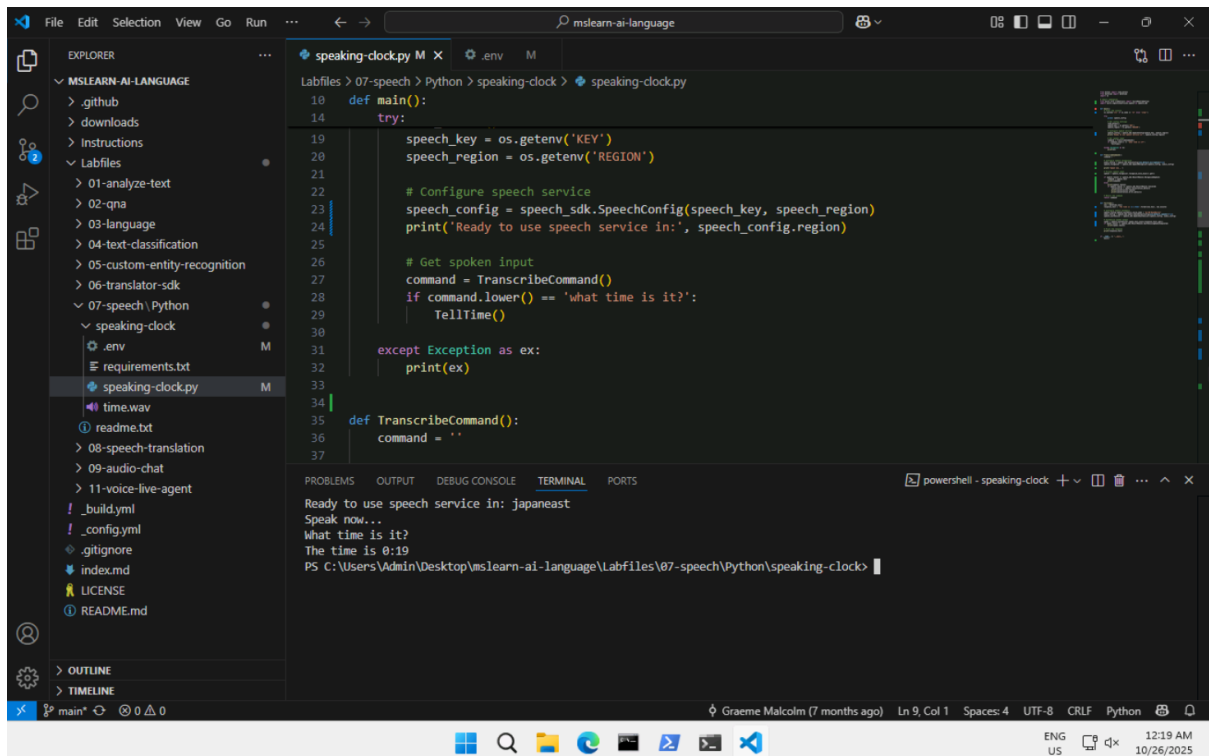 File Edit Selection View Go Run ··· mslearn-ai-language
EXPLORER
MSLEARN-AI-LANGUAGE
.github
downloads
Instructions
Labfiles
01-analyze-text
02-qna
03-language
04-text-classification
05-custom-entity-recognition
06-translator-sdk
07-speech\Python
speaking-clock
.env M
requirements.txt
speaking-clock.py M
time.wav
readme.txt
08-speech-translation
09-audio-chat
11-voice-live-agent
_build.yml
_config.yml
.gitignore
index.md
LICENSE
README.md
OUTLINE
TIMELINE
speaking-clock.py M .env M
Labfiles > 07-speech > Python > speaking-clock > speaking-clock.py
10 def main():
14 try:
19 speech_key = os.getenv('KEY')
20 speech_region = os.getenv('REGION')
21
22 # Configure speech service
23 speech_config = speech_sdk.SpeechConfig(speech_key, speech_region)
24 print('Ready to use speech service in:', speech_config.region)
25
26 # Get spoken input
27 command = TranscribeCommand()
28 if command.lower() == 'what time is it?':
29 TellTime()
30
31 except Exception as ex:
32 print(ex)
33
34
35 def TranscribeCommand():
36 command = ''
37
PROBLEMS OUTPUT DEBUG CONSOLE TERMINAL PORTS powershell - speaking-clock
Ready to use speech service in: japaneast
Speak now...
What time is it?
The time is 0:19
PS C:\Users\Admin\Desktop\mslearn-ai-language\Labfiles\07-speech\Python\speaking-clock>
2
main* 0 0 Graeme Malcolm (7 months ago) Ln 9, Col 1 Spaces: 4 UTF-8 CRLF Python
ENG 12:19 AM
US 10/26/2025